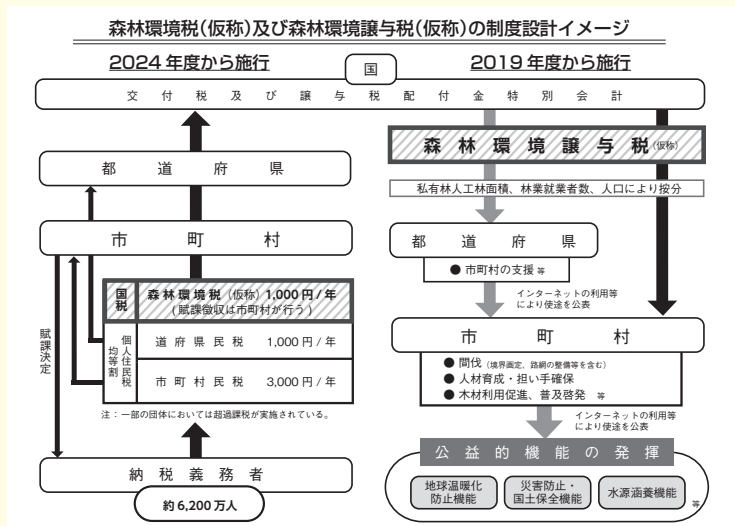 森林環境税(仮称)及び森林環境譲与税(仮称)の制度設計イメージ
2024年度から施行
国
2019年度から施行
交付税及び譲与税配付金特別会計
都道府県
市町村
国税
森林環境税(仮称)1,000円/年
(賦課徴収は市町村が行う)
個人住民税
均等割
道府県民税 1,000円/年
市町村民税 3,000円/年
注:一部の団体においては超過課税が実施されている。
賦課決定
納税義務者
約6,200万人
森林環境譲与税(仮称)
私有林人工林面積、林業就業者数、人口により按分
都道府県
●市町村の支援 等
インターネットの利用等
により使途を公表
市町村
●間伐(境界画定、路網の整備等を含む)
●人材育成・担い手確保
●木材利用促進、普及啓発 等
インターネットの利用等
により使途を公表
公益的機能の発揮
地球温暖化
防止機能
災害防止・
国土保全機能
水源涵養機能
等